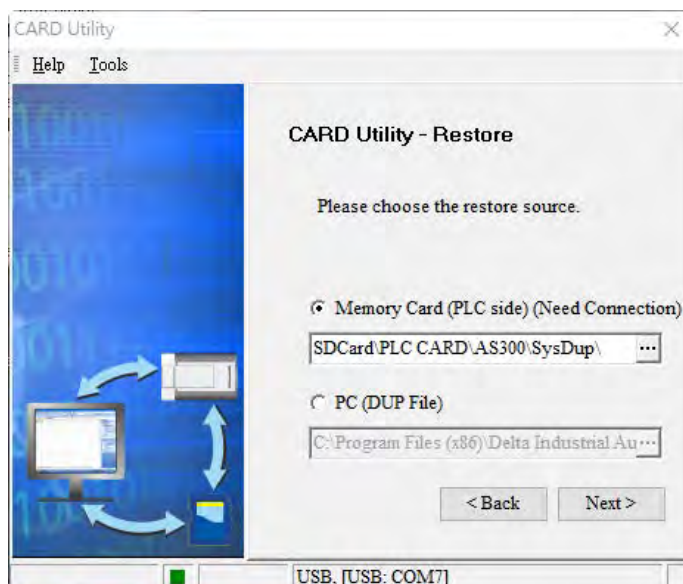 CARD Utility
Help Tools
CARD Utility - Restore
Please choose the restore source.
Memory Card (PLC side) (Need Connection)
SDCard\PLC CARD\AS300\SysDup\ ...
PC (DUP File)
C:\Program Files (x86)\Delta Industrial Au...
< Back Next >
USB, [USB: COM7]